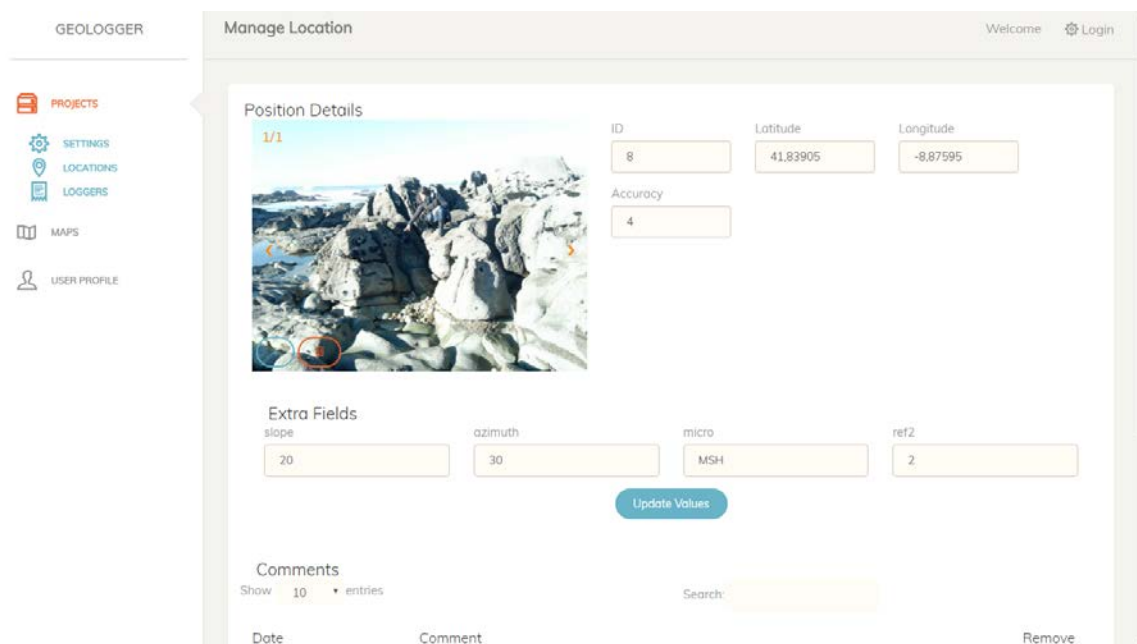 GEOLOGGER
Manage Location
Welcome
Login
PROJECTS
SETTINGS
LOCATIONS
LOGGERS
MAPS
USER PROFILE
Position Details
1/1
ID
Latitude
Longitude
8
41,83905
-8,87595
Accuracy
4
Extra Fields
slope
azimuth
micro
ref2
20
30
MSH
2
Update Values
Comments
Show 10 entries
Search:
Date
Comment
Remove